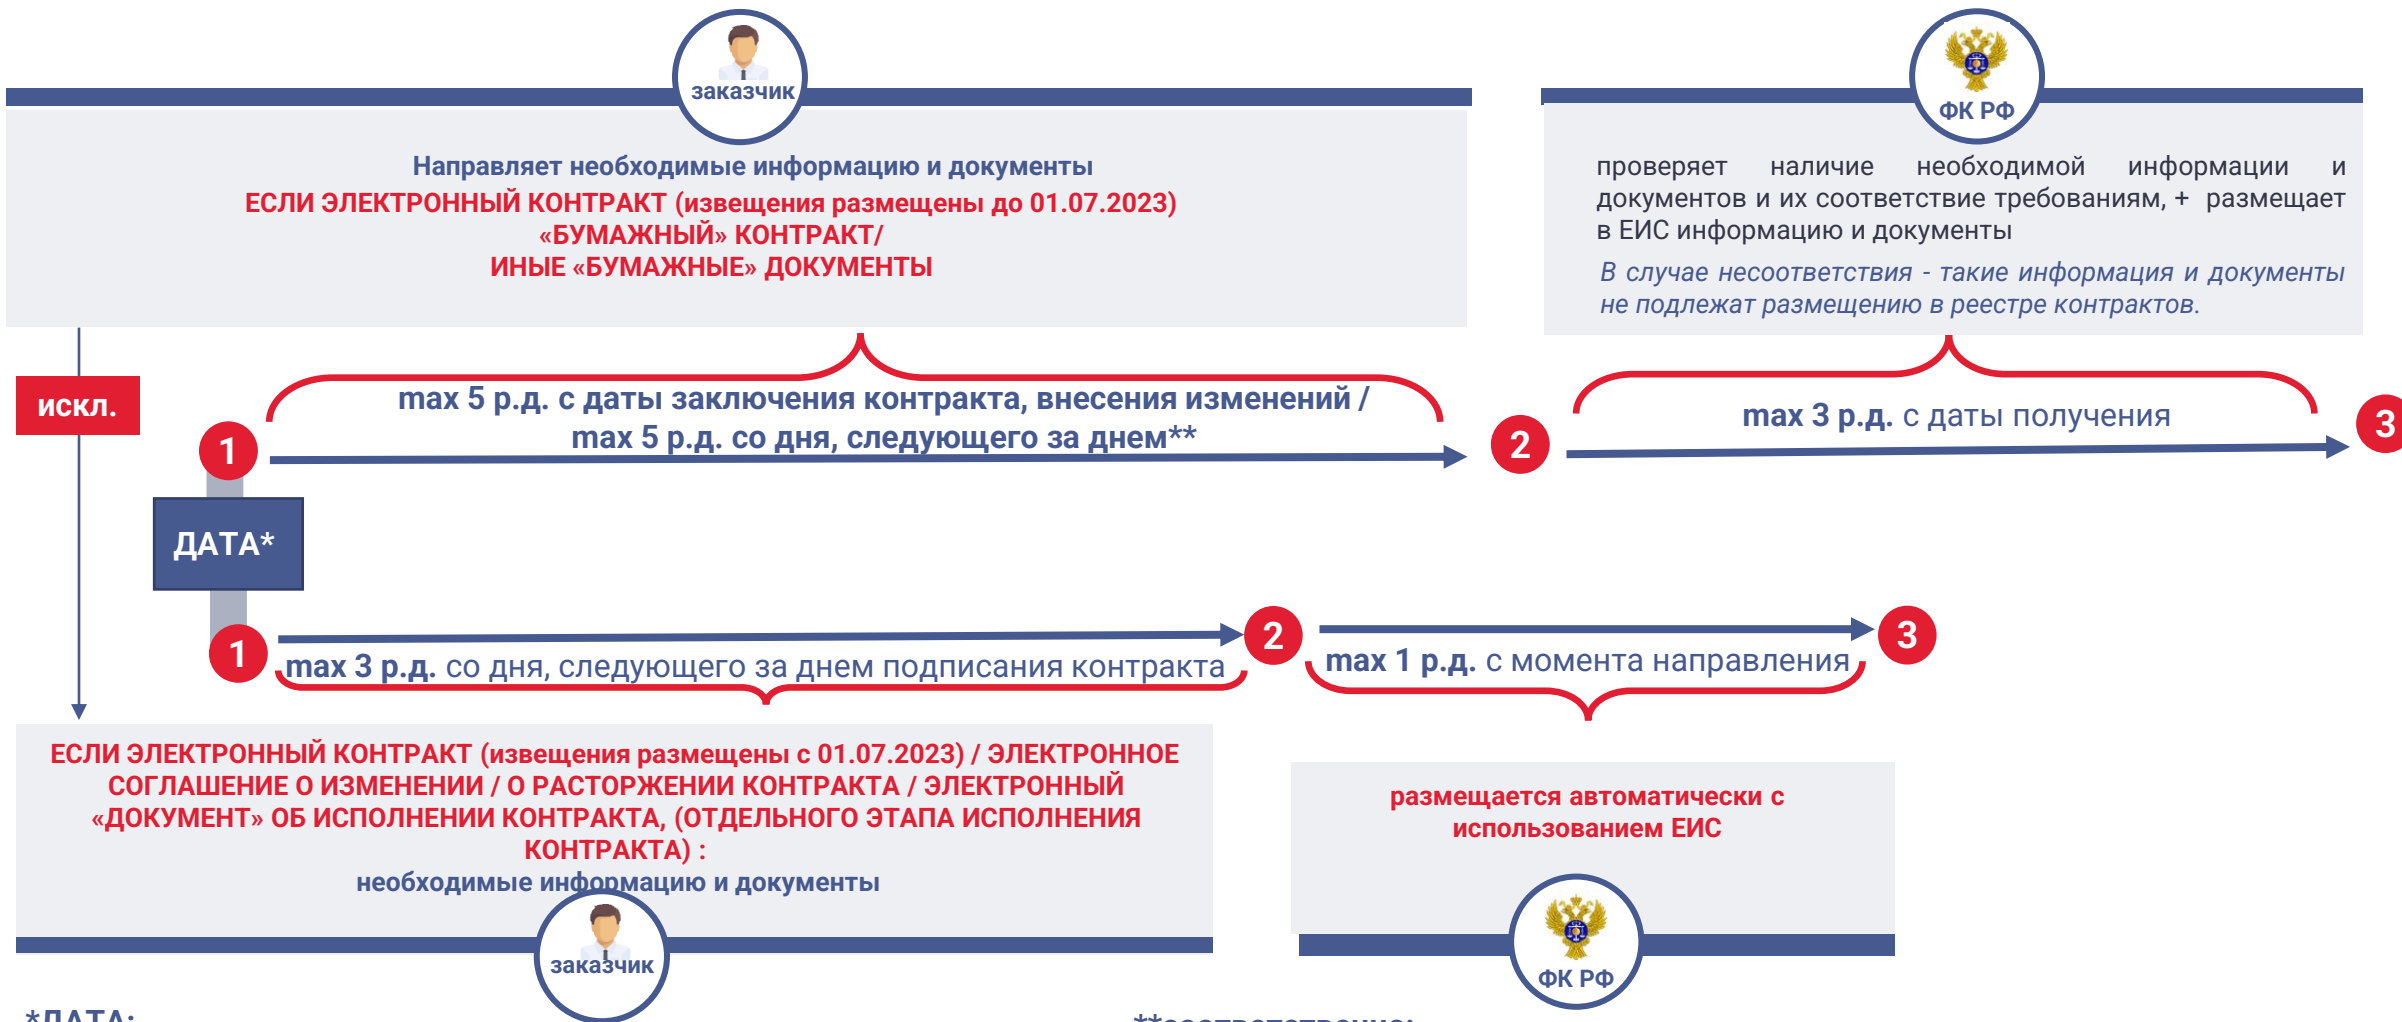 заказчик
Направляет необходимые информацию и документы
ЕСЛИ ЭЛЕКТРОННЫЙ КОНТРАКТ (извещения размещены до 01.07.2023)
«БУМАЖНЫЙ» КОНТРАКТ/
ИНЫЕ «БУМАЖНЫЕ» ДОКУМЕНТЫ
ФК РФ
проверяет наличие необходимой информации и
документов и их соответствие требованиям, + размещает
в ЕИС информацию и документы
В случае несоответствия - такие информация и документы
не подлежат размещению в реестре контрактов.
искл.
1
max 5 р.д. с даты заключения контракта, внесения изменений /
max 5 р.д. со дня, следующего за днем**
2
max 3 р.д. с даты получения
3
ДАТА*
1
max 3 р.д. со дня, следующего за днем подписания контракта
2
max 1 р.д. с момента направления
3
ЕСЛИ ЭЛЕКТРОННЫЙ КОНТРАКТ (извещения размещены с 01.07.2023) / ЭЛЕКТРОННОЕ
СОГЛАШЕНИЕ О ИЗМЕНЕНИИ / О РАСТОРЖЕНИИ КОНТРАКТА / ЭЛЕКТРОННЫЙ
«ДОКУМЕНТ» ОБ ИСПОЛНЕНИИ КОНТРАКТА, (ОТДЕЛЬНОГО ЭТАПА ИСПОЛНЕНИЯ
КОНТРАКТА) :
необходимые информацию и документы
заказчик
размещается автоматически с
использованием ЕИС
ФК РФ
*ДАТА:
**соответственно: